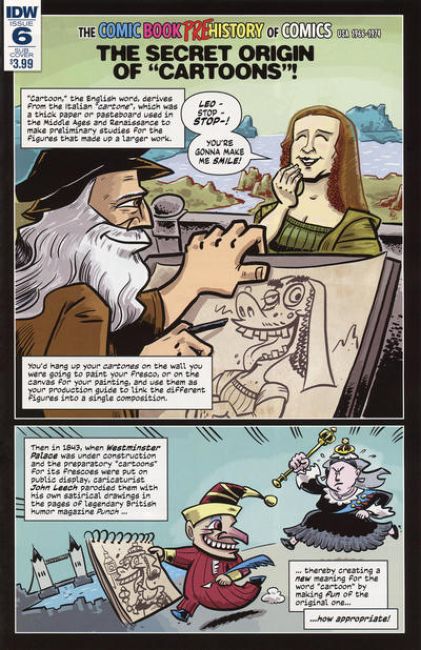 IDW
ISSUE
6
SUB
COVER
$3.99
THE COMIC BOOK PREHISTORY OF COMICS USA 1966-1974
THE SECRET ORIGIN
OF "CARTOONS"!
"Cartoon," the English word, derives
from the Italian "cartone", which was
a thick paper or pasteboard used in
the Middle Ages and Renaissance to
make preliminary studies for the
figures that made up a larger work.
LEO -
STOP -
STOP-!
YOU'RE
GONNA MAKE
ME SMILE!
You'd hang up your cartones on the wall you
were going to paint your fresco, or on the
canvas for your painting, and use them as
your production guide to link the different
figures into a single composition.
Then in 1843, when Westminster
Palace was under construction
and the preparatory "cartoons"
for its frescoes were put on
public display, caricaturist
John Leech parodied them with
his own satirical drawings in
the pages of legendary British
humor magazine Punch ...
... thereby creating a
new meaning for the
word "cartoon" by
making fun of the
original one...
...how appropriate!